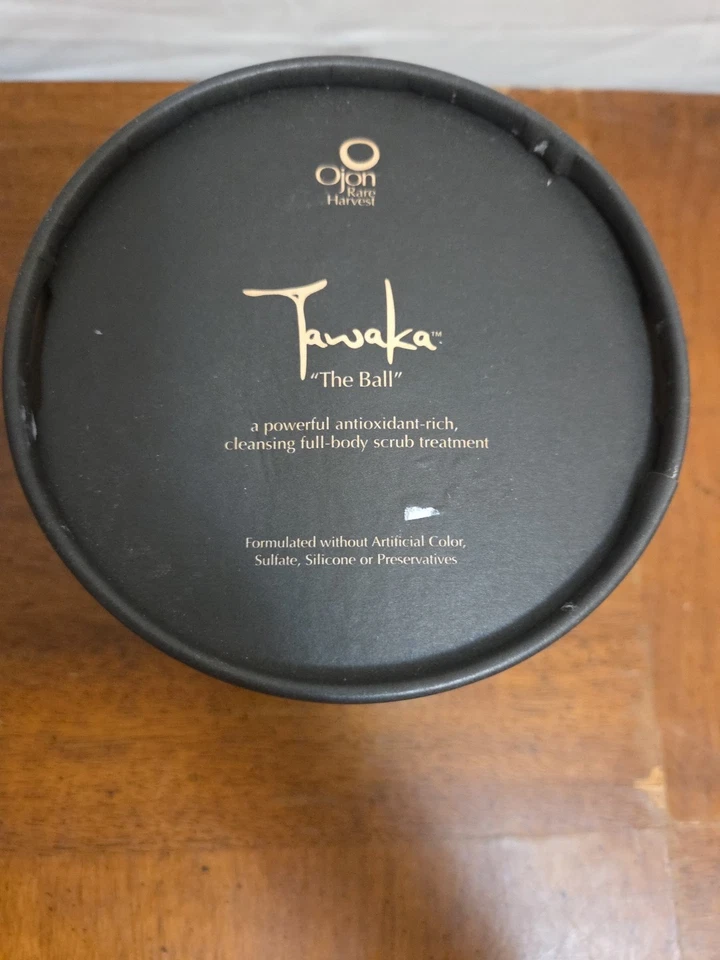 Ojon
Rare
Harvest
Tawaka™
“The Ball”
a powerful antioxidant-rich,
cleansing full-body scrub treatment
Formulated without Artificial Color,
Sulfate, Silicone or Preservatives